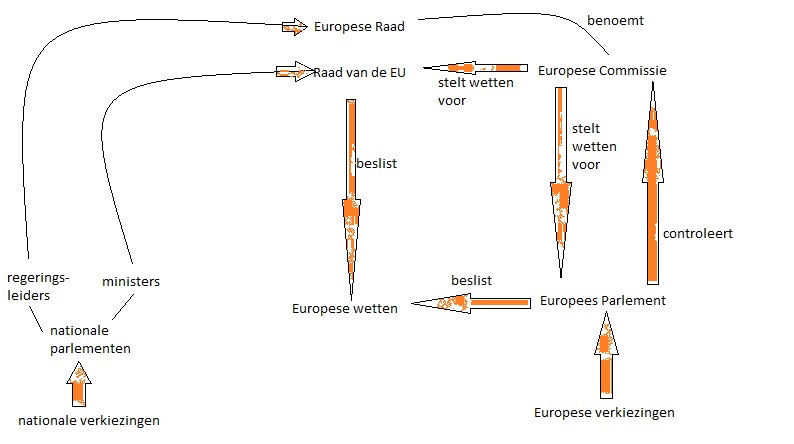 Europese Raad
benoemt
Raad van de EU
Europese Commissie
stelt wetten
voor
stelt
wetten
voor
beslist
controleert
regerings-
leiders
ministers
beslist
Europees Parlement
Europese wetten
nationale
parlementen
nationale verkiezingen
Europese verkiezingen